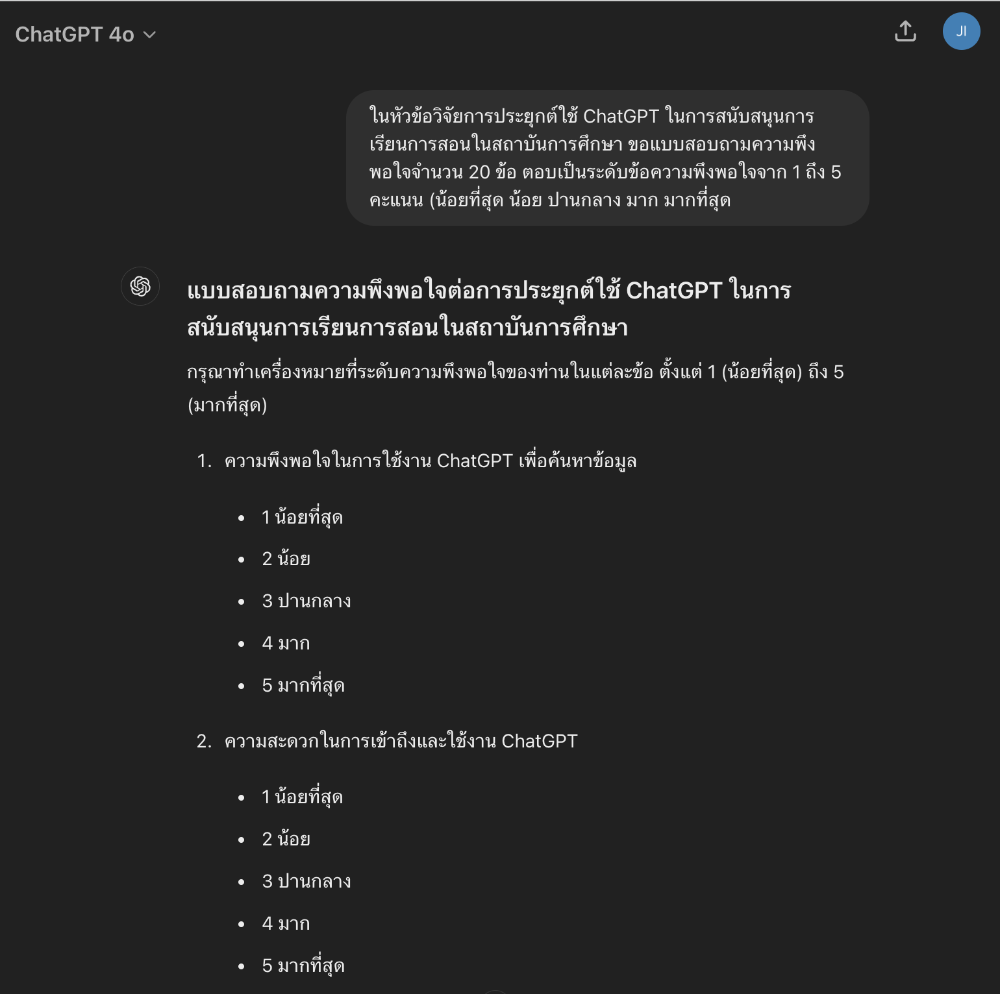 ChatGPT 4o
JI
ในหัวข้อวิจัยการประยุกต์ใช้ ChatGPT ในการสนับสนุนการ
เรียนการสอนในสถาบันการศึกษา ขอแบบสอบถามความพึง
พอใจจำนวน 20 ข้อ ตอบเป็นระดับข้อความพึงพอใจจาก 1 ถึง 5
คะแนน (น้อยที่สุด น้อย ปานกลาง มาก มากที่สุด
แบบสอบถามความพึงพอใจต่อการประยุกต์ใช้ ChatGPT ในการ
สนับสนุนการเรียนการสอนในสถาบันการศึกษา
กรุณาทำเครื่องหมายที่ระดับความพึงพอใจของท่านในแต่ละข้อ ตั้งแต่ 1 (น้อยที่สุด) ถึง 5
(มากที่สุด)
1. ความพึงพอใจในการใช้งาน ChatGPT เพื่อค้นหาข้อมูล
• 1 น้อยที่สุด
• 2 น้อย
• 3 ปานกลาง
• 4 มาก
• 5 มากที่สุด
2. ความสะดวกในการเข้าถึงและใช้งาน ChatGPT
• 1 น้อยที่สุด
• 2 น้อย
• 3 ปานกลาง
• 4 มาก
• 5 มากที่สุด